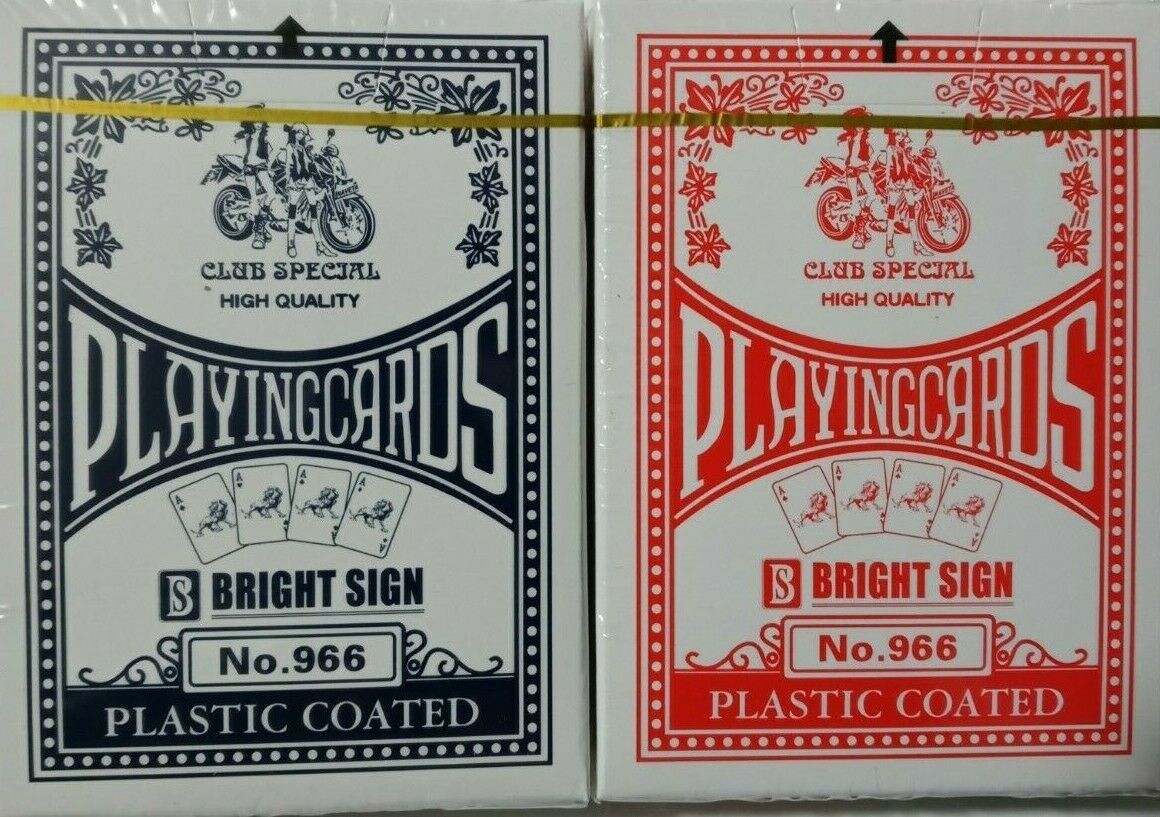 CLUB SPECIAL
HIGH QUALITY
PLAYINGCARDS
A
A
A
A
A
BS BRIGHT SIGN
No.966
PLASTIC COATED
CLUB SPECIAL
HIGH QUALITY
PLAYINGCARDS
A
A
A
A
A
BS BRIGHT SIGN
No.966
PLASTIC COATED